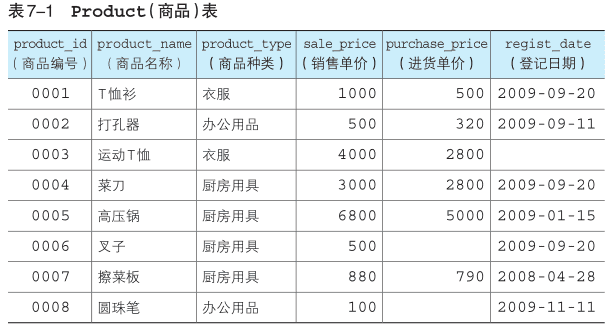 表7-1 Product(商品)表
product_id product_name product_type sale_price purchase_price regist_date
(商品编号) (商品名称) (商品种类) (销售单价) (进货单价) (登记日期)
0001 T恤衫 衣服 1000 500 2009-09-20
0002 打孔器 办公用品 500 320 2009-09-11
0003 运动T恤 衣服 4000 2800
0004 菜刀 厨房用具 3000 2800 2009-09-20
0005 高压锅 厨房用具 6800 5000 2009-01-15
0006 叉子 厨房用具 500 2009-09-20
0007 擦菜板 厨房用具 880 790 2008-04-28
0008 圆珠笔 办公用品 100 2009-11-11